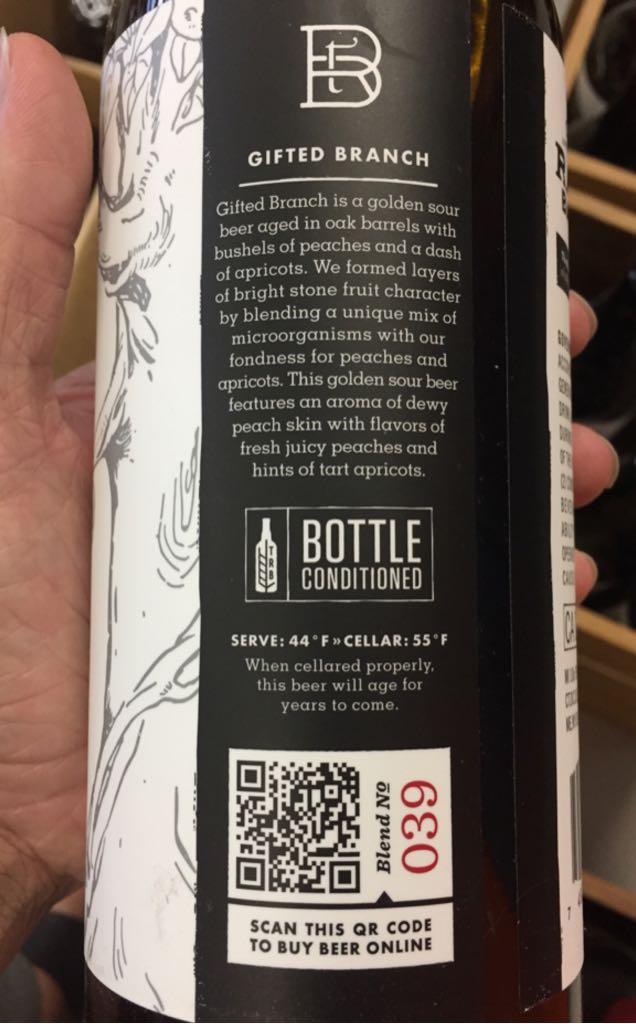 TRB
GIFTED BRANCH
Gifted Branch is a golden sour
beer aged in oak barrels with
bushels of peaches and a dash
of apricots. We formed layers
of bright stone fruit character
by blending a unique mix of
microorganisms with our
fondness for peaches and
apricots. This golden sour beer
features an aroma of dewy
peach skin with flavors of
fresh juicy peaches and
hints of tart apricots.
TRB
BOTTLE
CONDITIONED
SERVE: 44°F » CELLAR: 55°F
When cellared properly,
this beer will age for
years to come.
Blend No
039
SCAN THIS QR CODE
TO BUY BEER ONLINE